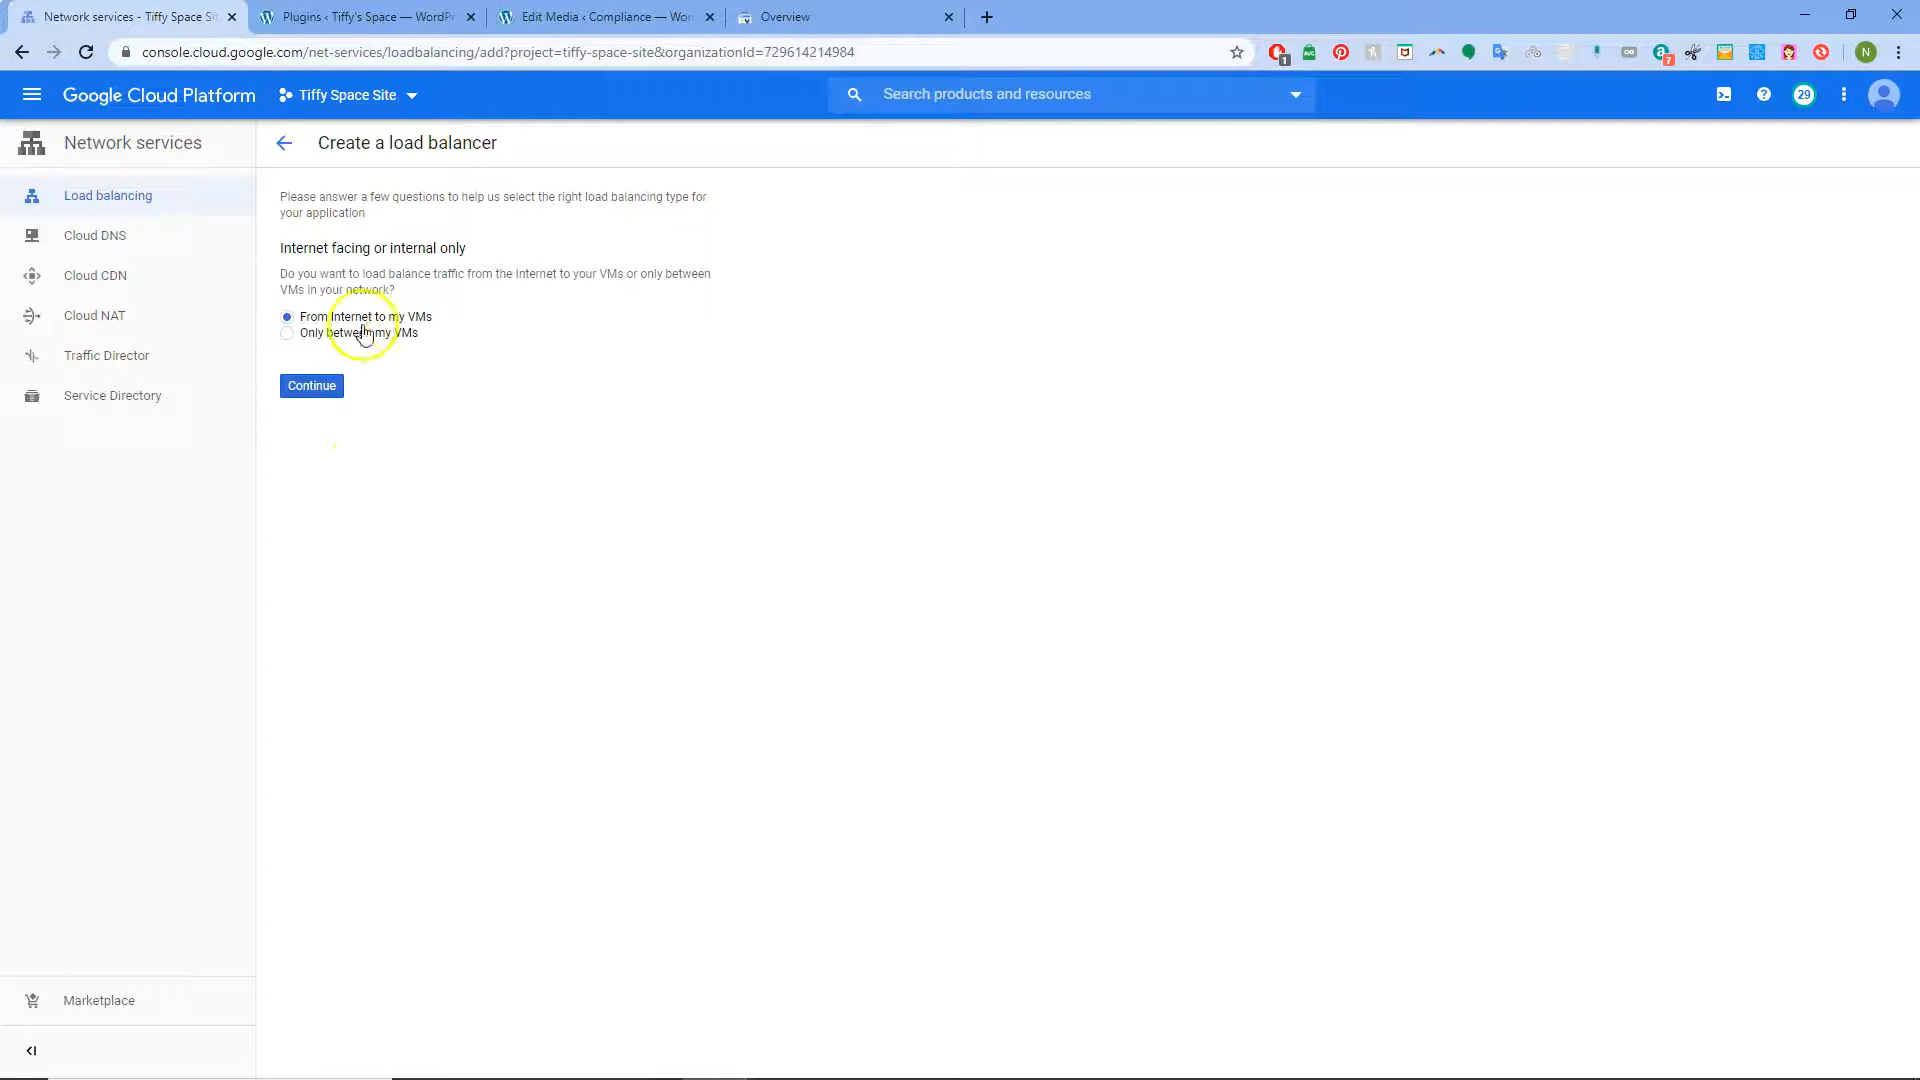 Network services - Tiffy Space Si
Plugins ‹ Tiffy's Space — WordPr
Edit Media ‹ Compliance — Wor
Overview
console.cloud.google.com/net-services/loadbalancing/add?project=tiffy-space-site&organizationId=729614214984
1
AVG
7
N
Google Cloud Platform
Tiffy Space Site
Search products and resources
29
Network services
Create a load balancer
Load balancing
Cloud DNS
Cloud CDN
Cloud NAT
Traffic Director
Service Directory
Please answer a few questions to help us select the right load balancing type for
your application
Internet facing or internal only
Do you want to load balance traffic from the Internet to your VMs or only between
VMs in your network?
From Internet to my VMs
Only between my VMs
Continue
Marketplace